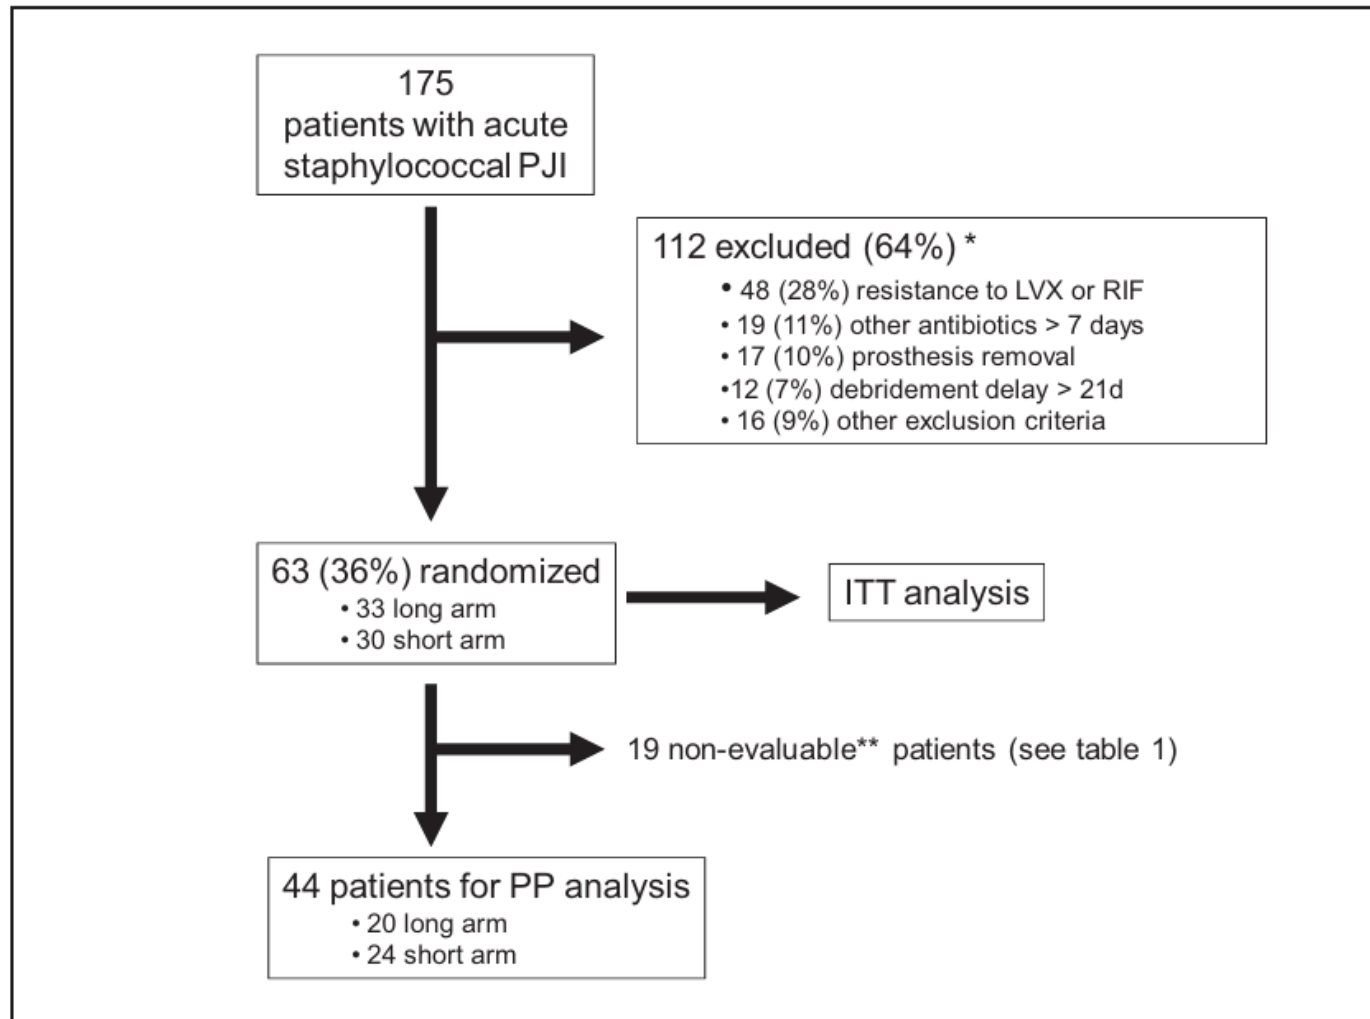 175
patients with acute
staphylococcal PJI
112 excluded (64%) *
• 48 (28%) resistance to LVX or RIF
• 19 (11%) other antibiotics > 7 days
• 17 (10%) prosthesis removal
•12 (7%) debridement delay > 21d
• 16 (9%) other exclusion criteria
63 (36%) randomized
• 33 long arm
• 30 short arm
ITT analysis
19 non-evaluable** patients (see table 1)
44 patients for PP analysis
• 20 long arm
• 24 short arm